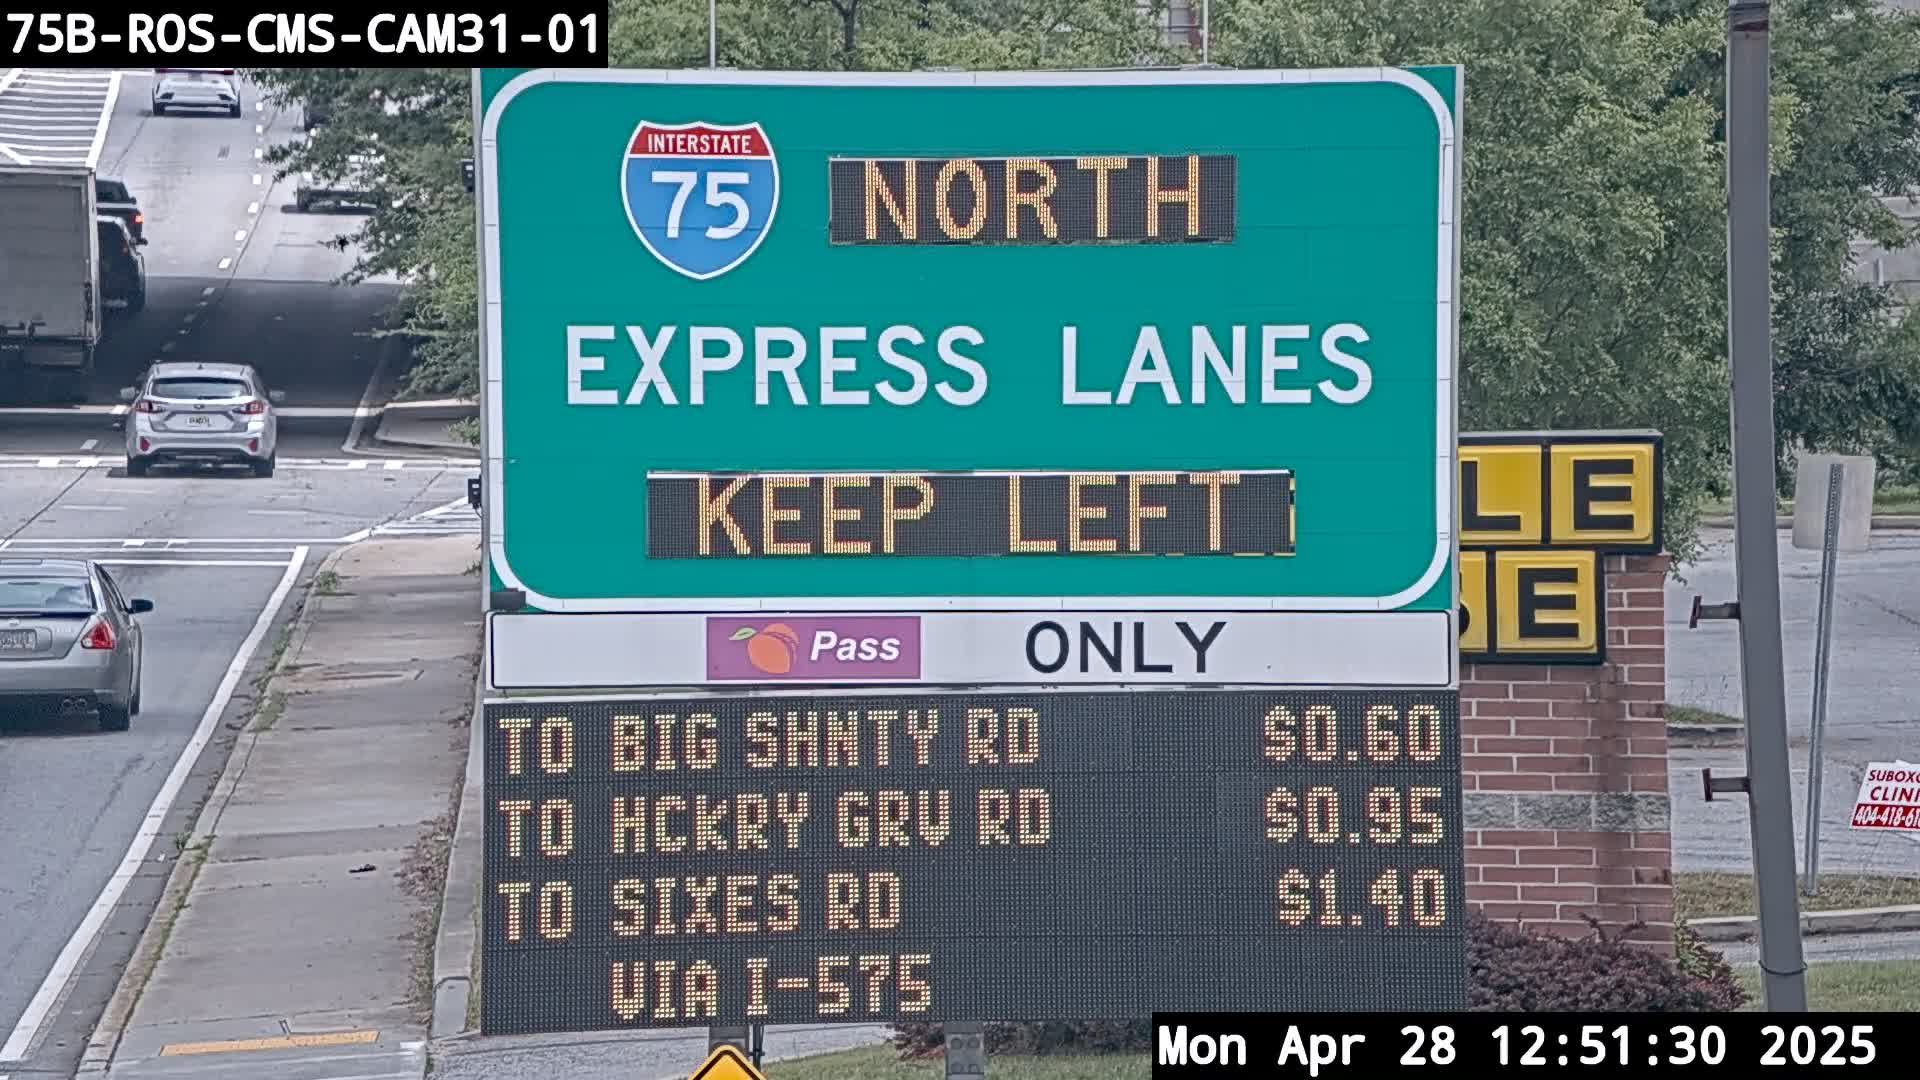 75B-ROS-CMS-CAM31-01
INTERSTATE
75
NORTH
EXPRESS LANES
KEEP LEFT
Pass
ONLY
TO BIG SHNTY RD $0.60
TO HCKRY GRV RD $0.95
TO SIXES RD $1.40
VIA I-575
LE
E
CLINI
Mon Apr 28 12:51:30 2025